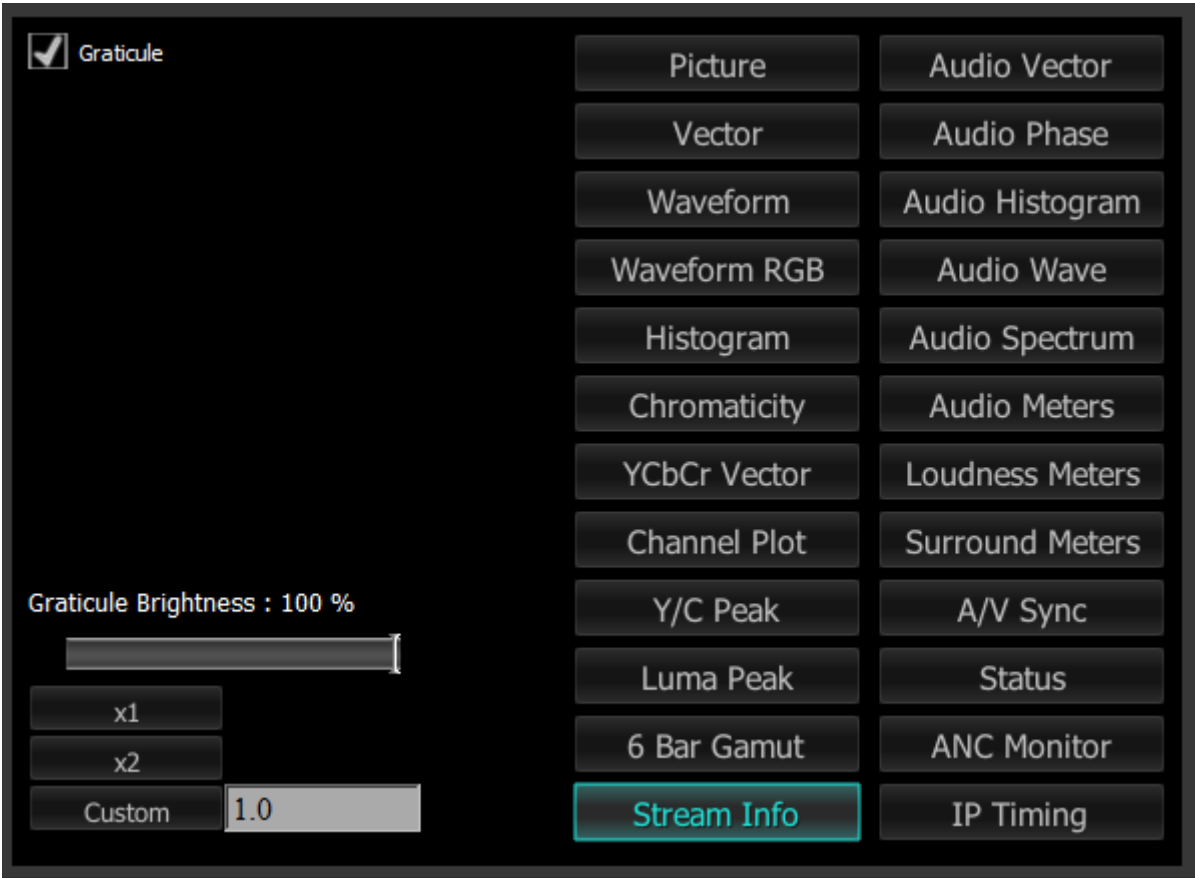 Graticule
Graticule Brightness : 100 %
x1
x2
Custom 1.0
Picture
Vector
Waveform
Waveform RGB
Histogram
Chromaticity
YCbCr Vector
Channel Plot
Y/C Peak
Luma Peak
6 Bar Gamut
Stream Info
Audio Vector
Audio Phase
Audio Histogram
Audio Wave
Audio Spectrum
Audio Meters
Loudness Meters
Surround Meters
A/V Sync
Status
ANC Monitor
IP Timing